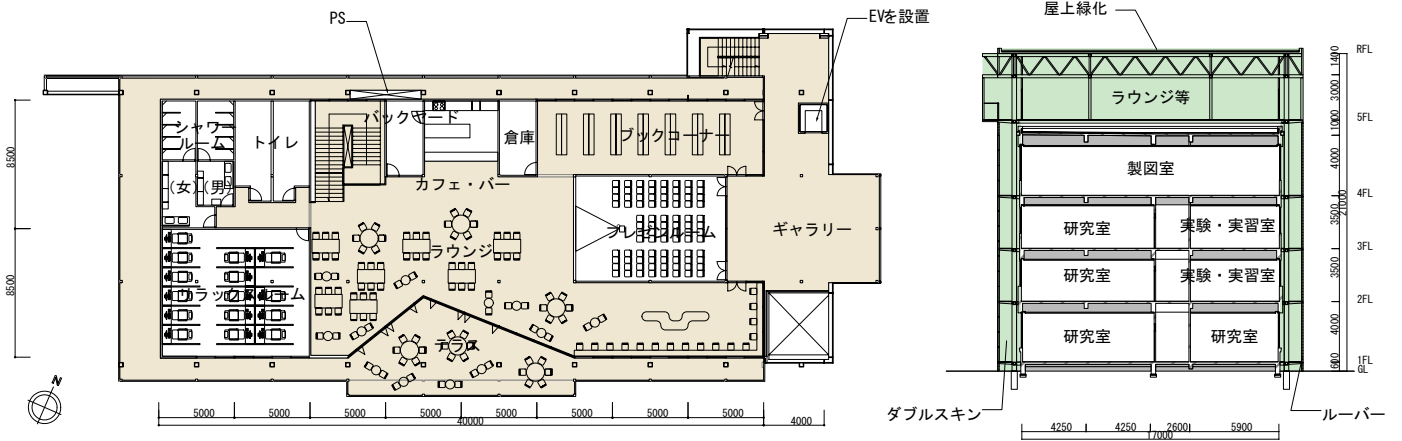 PS
EVを設置
シャワー
ルーム
トイレ
バックヤード
倉庫
ブックコーナー
(女)
(男)
カフェ・バー
ラウンジ
プレゼンルーム
ギャラリー
リラックスルーム
テラス
8500
8500
N
5000
5000
5000
5000
5000
5000
5000
5000
40000
4000
屋上緑化
ラウンジ等
製図室
研究室
実験・実習室
研究室
実験・実習室
研究室
研究室
RFL
5FL
4FL
3FL
2FL
1FL
GL
1400
3000
1100
4000
3500
3500
4000
600
21000
ダブルスキン
ルーバー
4250
4250
2600
5900
17000